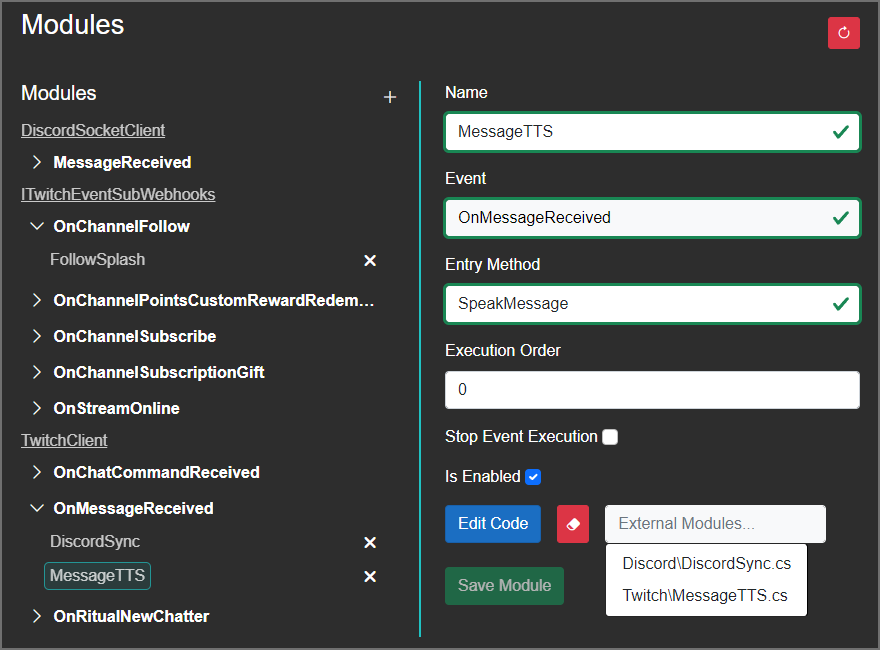 Modules
Modules
+
DiscordSocketClient
MessageReceived
ITwitchEventSubWebhooks
OnChannelFollow
FollowSplash
OnChannelPointsCustomRewardRedem...
OnChannelSubscribe
OnChannelSubscriptionGift
OnStreamOnline
TwitchClient
OnChatCommandReceived
OnMessageReceived
DiscordSync
MessageTTS
OnRitualNewChatter
Name
MessageTTS
Event
OnMessageReceived
Entry Method
SpeakMessage
Execution Order
0
Stop Event Execution
Is Enabled
Edit Code
External Modules...
Discord\DiscordSync.cs
Twitch\MessageTTS.cs
Save Module